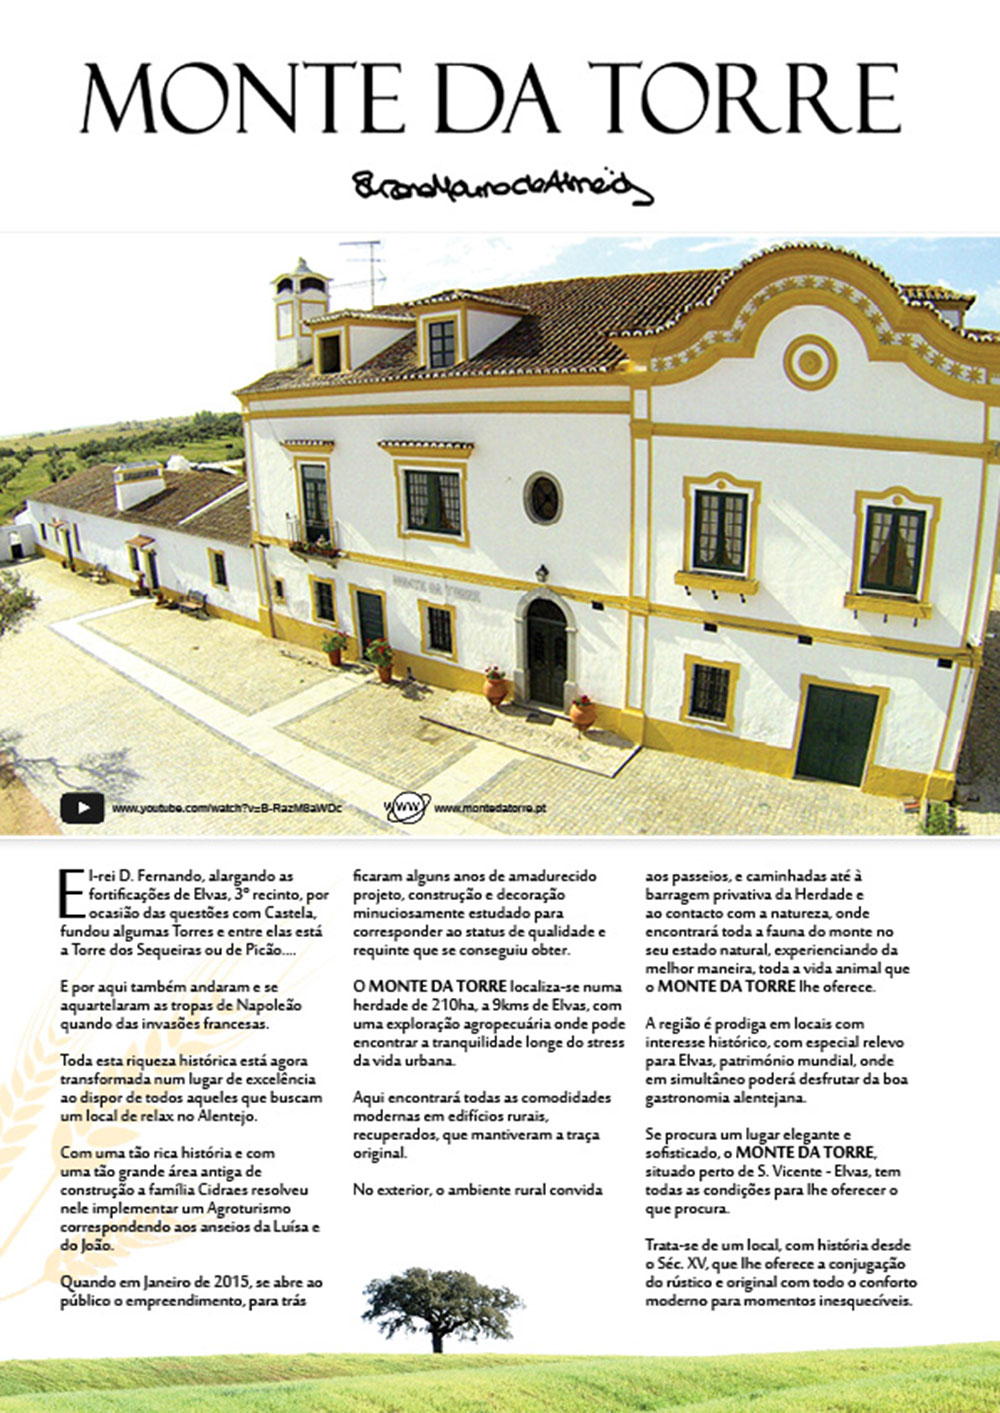 MONTE DA TORRE
www.youtube.com/watch?v=B-RazM8aWDc
www
www.montedatorre.pt
MONTE DA TORRE
El-rei D. Fernando, alargando as
fortificações de Elvas, 3º recinto, por
ocasião das questões com Castela,
fundou algumas Torres e entre elas está
a Torre dos Sequeiras ou de Picão....
E por aqui também andaram e se
aquartelaram as tropas de Napoleão
quando das invasões francesas.
Toda esta riqueza histórica está agora
transformada num lugar de excelência
ao dispor de todos aqueles que buscam
um local de relax no Alentejo.
Com uma tão rica história e com
uma tão grande área antiga de
construção a família Cidraes resolveu
nele implementar um Agroturismo
correspondendo aos anseios da Luísa e
do João.
Quando em Janeiro de 2015, se abre ao
público o empreendimento, para trás
ficaram alguns anos de amadurecido
projeto, construção e decoração
minuciosamente estudado para
corresponder ao status de qualidade e
requinte que se conseguiu obter.
O MONTE DA TORRE localiza-se numa
herdade de 210ha, a 9kms de Elvas, com
uma exploração agropecuária onde pode
encontrar a tranquilidade longe do stress
da vida urbana.
Aqui encontrará todas as comodidades
modernas em edifícios rurais,
recuperados, que mantiveram a traça
original.
No exterior, o ambiente rural convida
aos passeios, e caminhadas até à
barragem privativa da Herdade e
ao contacto com a natureza, onde
encontrará toda a fauna do monte no
seu estado natural, experienciando da
melhor maneira, toda a vida animal que
o MONTE DA TORRE lhe oferece.
A região é prodiga em locais com
interesse histórico, com especial relevo
para Elvas, património mundial, onde
em simultâneo poderá desfrutar da boa
gastronomia alentejana.
Se procura um lugar elegante e
sofisticado, o MONTE DA TORRE,
situado perto de S. Vicente - Elvas, tem
todas as condições para lhe oferecer o
que procura.
Trata-se de um local, com história desde
o Séc. XV, que lhe oferece a conjugação
do rústico e original com todo o conforto
moderno para momentos inesquecíveis.